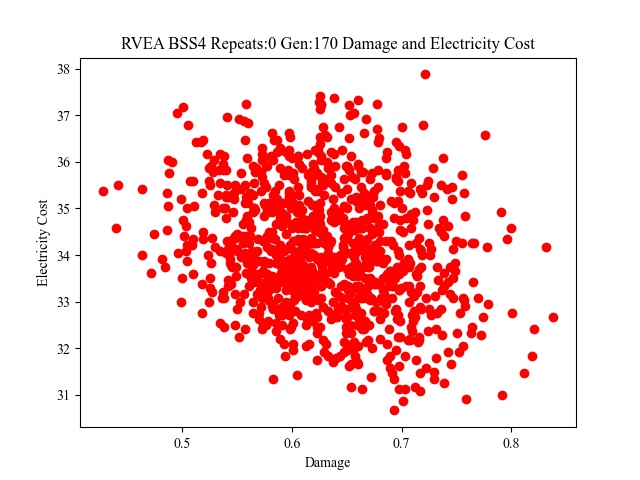 RVEA BSS4 Repeats:0 Gen:170 Damage and Electricity Cost
38
37
36
35
34
33
32
31
Electricity Cost
0.5 0.6 0.7 0.8
Damage